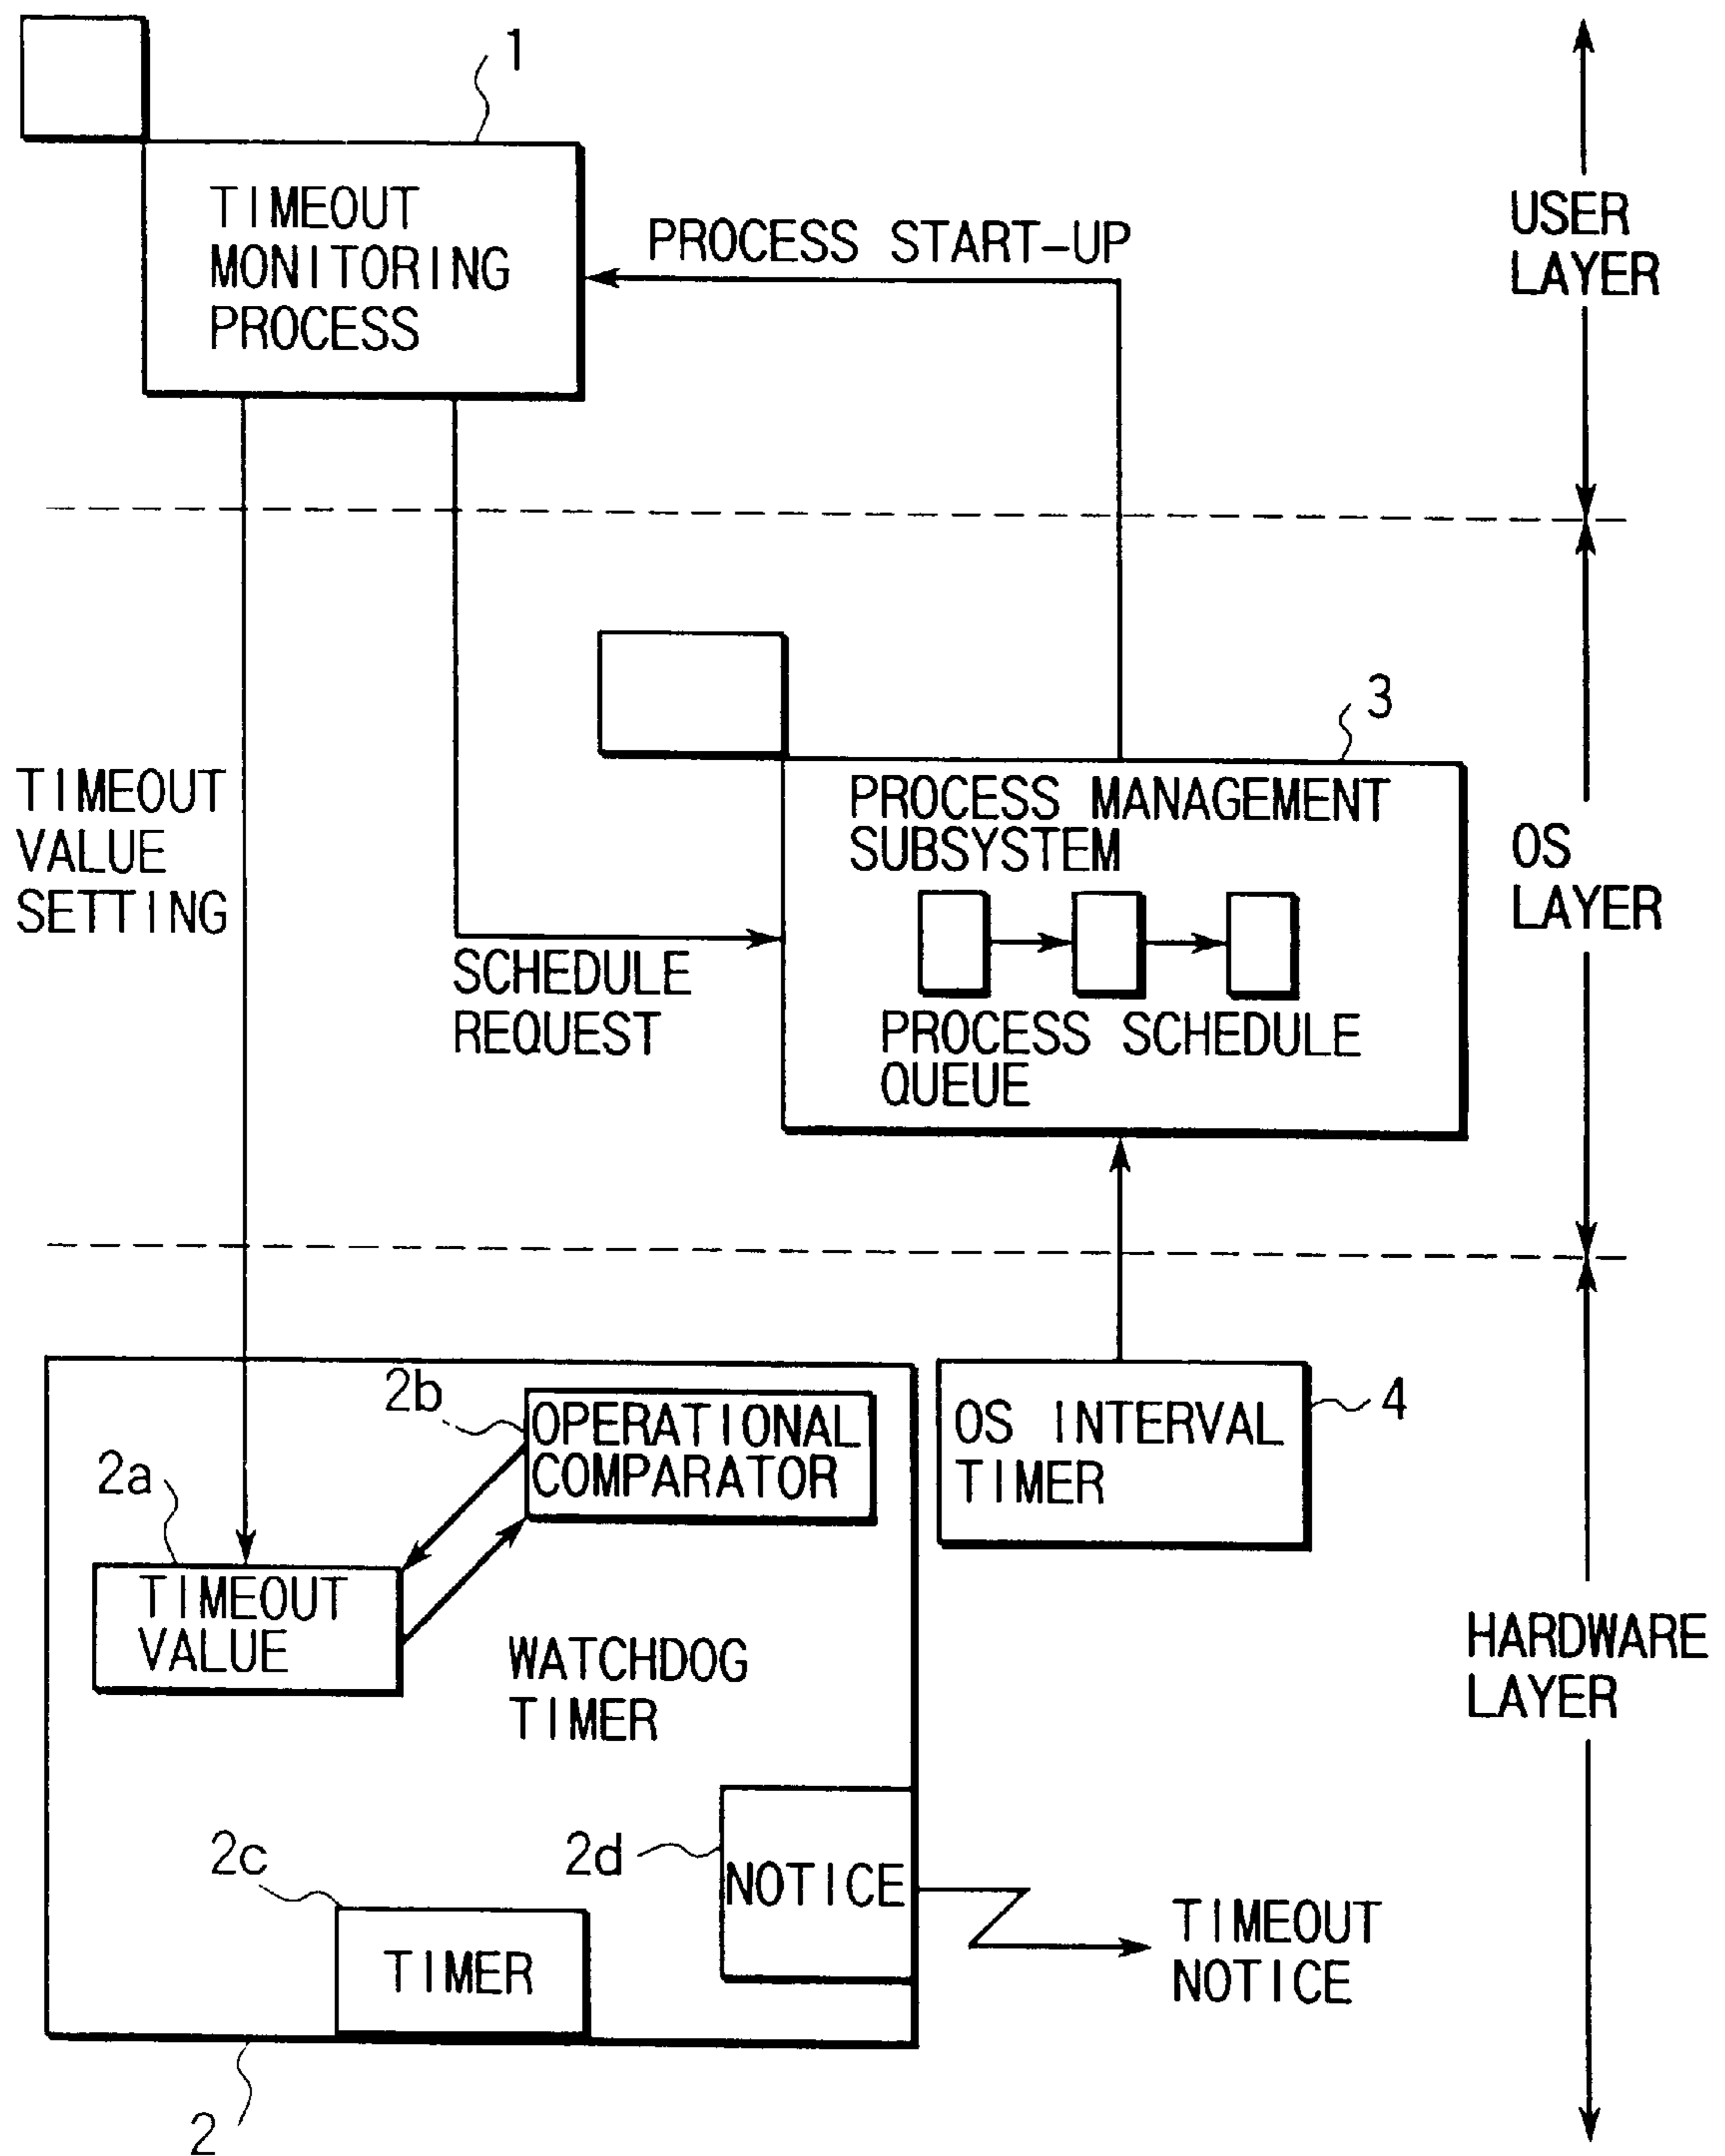 1
TIMEOUT
MONITORING
PROCESS
PROCESS START-UP
USER
LAYER
3
TIMEOUT
VALUE
SETTING
PROCESS MANAGEMENT
SUBSYSTEM
OS
LAYER
SCHEDULE
REQUEST
PROCESS SCHEDULE
QUEUE
2b
OPERATIONAL
COMPARATOR
OS INTERVAL
TIMER
4
2a
TIMEOUT
VALUE
WATCHDOG
TIMER
HARDWARE
LAYER
2c
2d
NOTICE
TIMER
TIMEOUT
NOTICE
2